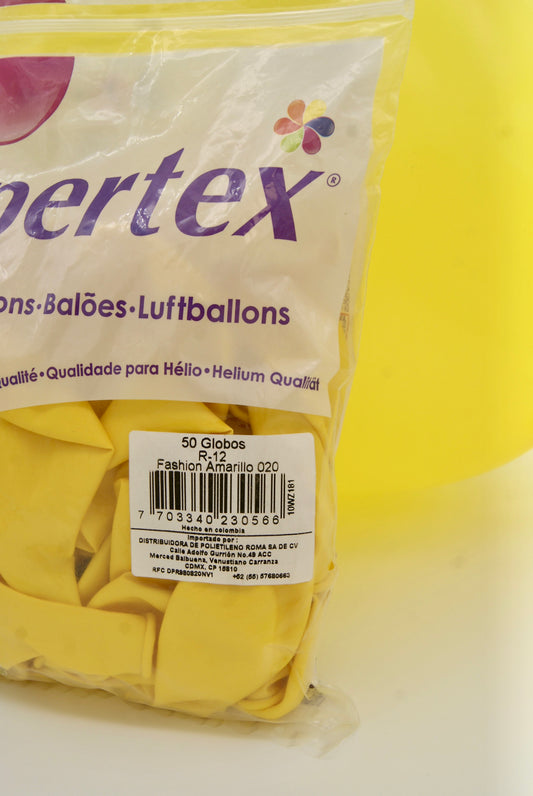 pertex®
ons·Balões·Luftballons
ualité•Qualidade para Hélio•Helium Qualität
50 Globos
R-12
Fashion Amarillo 020
7 703340 230566
10WZ181
Hecho en colombia
Importado por :
DISTRIBUIDORA DE POLIETILENO ROMA SA DE CV
Calle Adolfo Gurrión No.49 ACC
Merced Balbuena, Venustiano Carranza
CDMX, CP 15810
RFC DPR980820NV1 +52 (55) 57680663